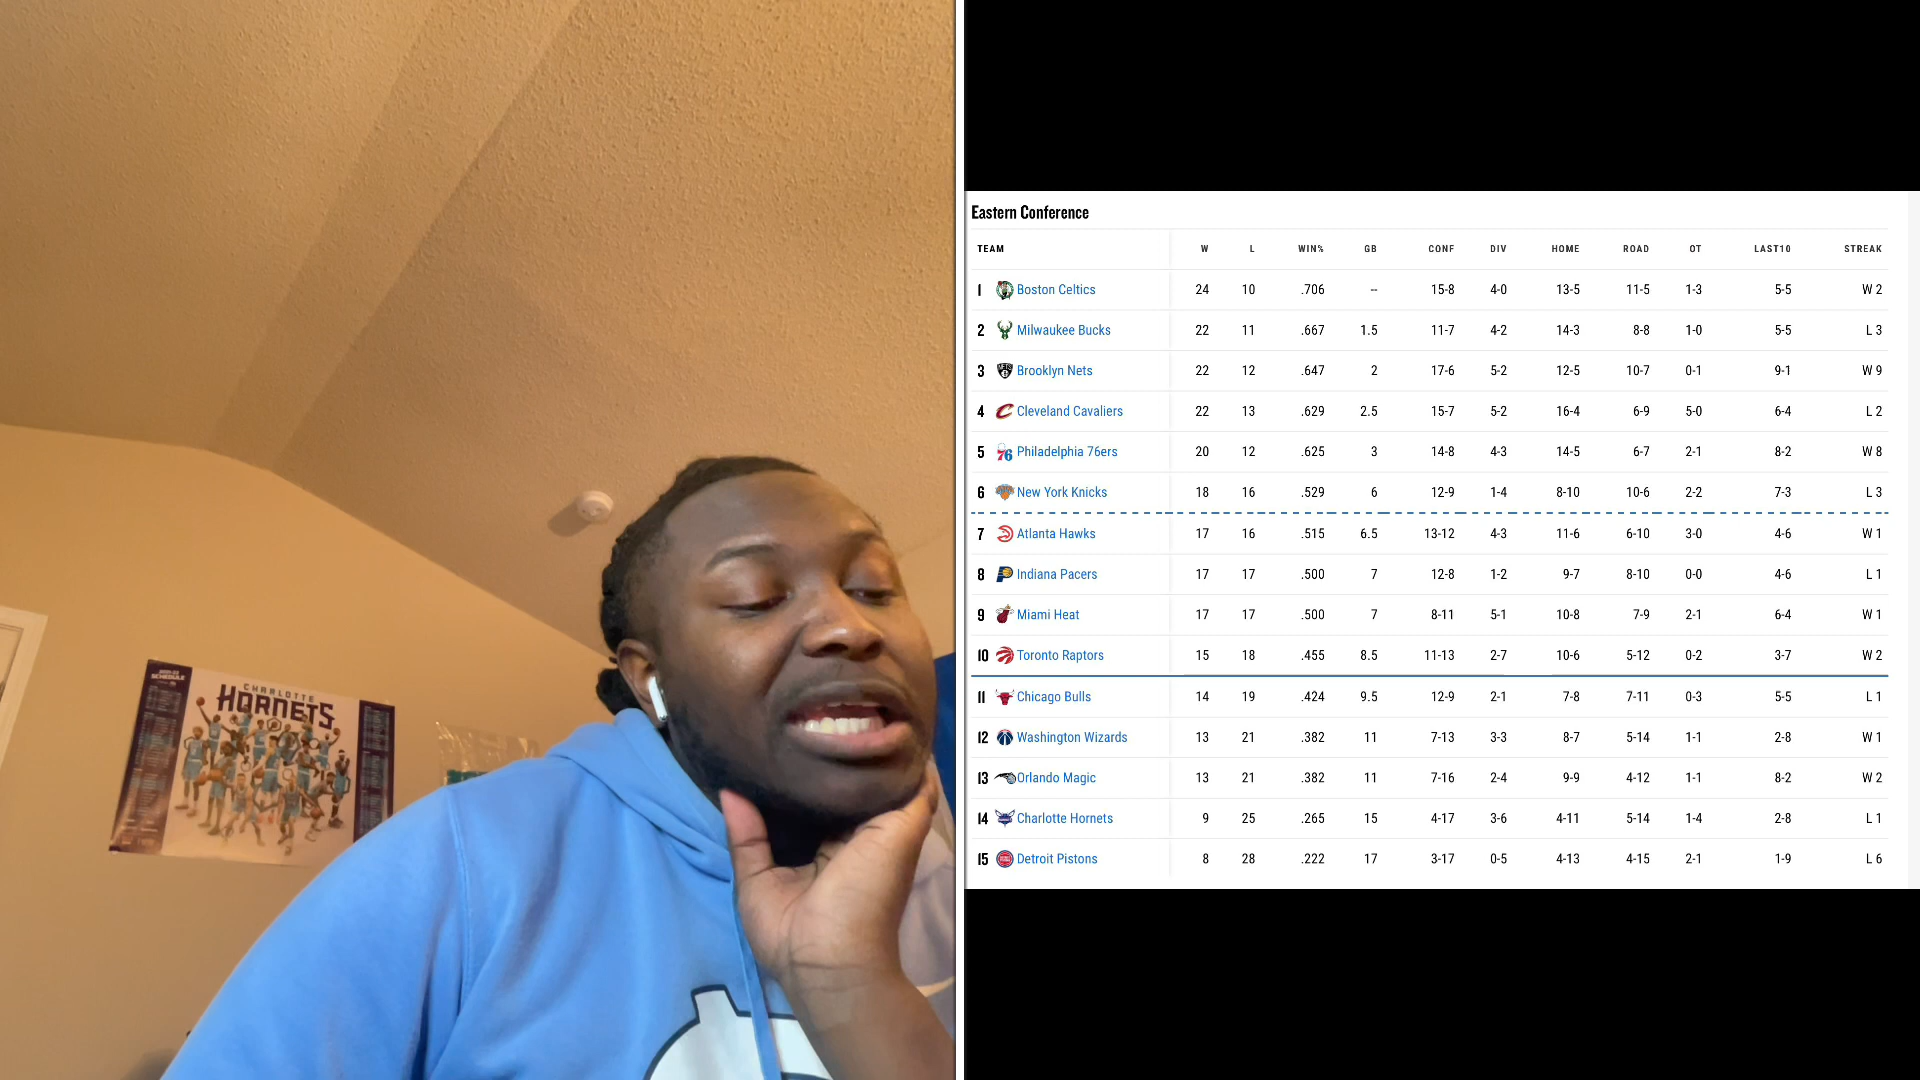 2021-22
SCHEDULE
CHARLOTTE
HORNETS
Eastern Conference
TEAM W L WIN% GB CONF DIV HOME ROAD OT LAST10 STREAK
1 Boston Celtics 24 10 .706 -- 15-8 4-0 13-5 11-5 1-3 5-5 W 2
2 Milwaukee Bucks 22 11 .667 1.5 11-7 4-2 14-3 8-8 1-0 5-5 L 3
3 Brooklyn Nets 22 12 .647 2 17-6 5-2 12-5 10-7 0-1 9-1 W 9
4 Cleveland Cavaliers 22 13 .629 2.5 15-7 5-2 16-4 6-9 5-0 6-4 L 2
5 Philadelphia 76ers 20 12 .625 3 14-8 4-3 14-5 6-7 2-1 8-2 W 8
6 New York Knicks 18 16 .529 6 12-9 1-4 8-10 10-6 2-2 7-3 L 3
7 Atlanta Hawks 17 16 .515 6.5 13-12 4-3 11-6 6-10 3-0 4-6 W 1
8 Indiana Pacers 17 17 .500 7 12-8 1-2 9-7 8-10 0-0 4-6 L 1
9 Miami Heat 17 17 .500 7 8-11 5-1 10-8 7-9 2-1 6-4 W 1
10 Toronto Raptors 15 18 .455 8.5 11-13 2-7 10-6 5-12 0-2 3-7 W 2
11 Chicago Bulls 14 19 .424 9.5 12-9 2-1 7-8 7-11 0-3 5-5 L 1
12 Washington Wizards 13 21 .382 11 7-13 3-3 8-7 5-14 1-1 2-8 W 1
13 Orlando Magic 13 21 .382 11 7-16 2-4 9-9 4-12 1-1 8-2 W 2
14 Charlotte Hornets 9 25 .265 15 4-17 3-6 4-11 5-14 1-4 2-8 L 1
15 Detroit Pistons 8 28 .222 17 3-17 0-5 4-13 4-15 2-1 1-9 L 6